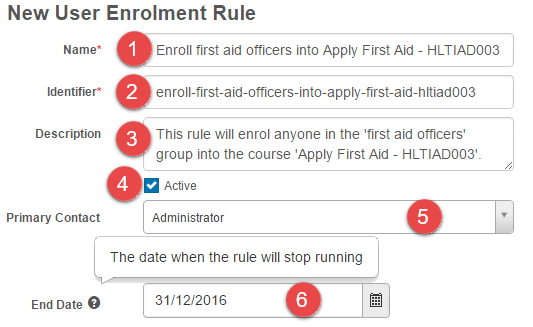 New User Enrolment Rule
Name* 1 Enroll first aid officers into Apply First Aid - HLTIAD003
Identifier* 2 enroll-first-aid-officers-into-apply-first-aid-hltiad003
Description 3 This rule will enrol anyone in the 'first aid officers'
group into the course 'Apply First Aid - HLTIAD003'.
4 Active
Primary Contact Administrator 5
The date when the rule will stop running
End Date ? 31/12/2016 6